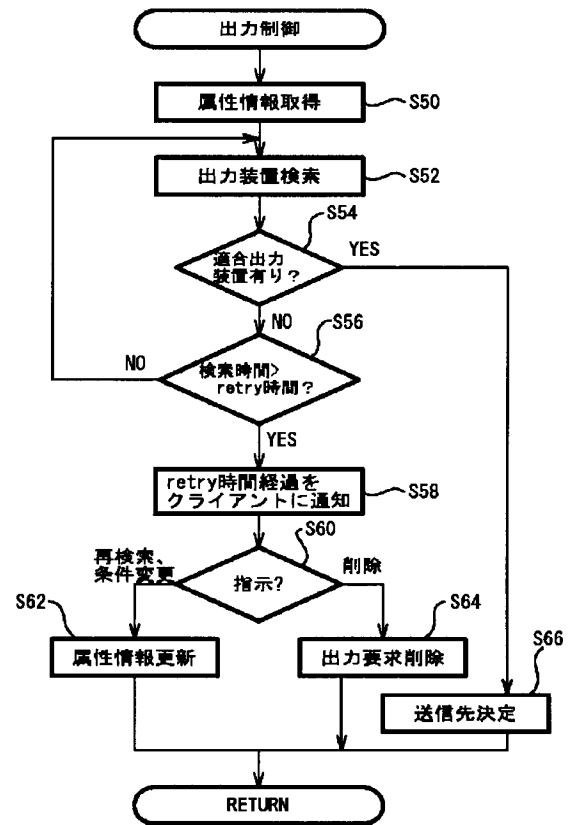 出力制御
属性情報取得
S50
出力装置検索
S52
S54
適合出力
装置有り?
YES
NO
S56
検索時間>
retry時間?
NO
YES
retry時間経過を
クライアントに通知
S58
S60
指示?
再検索、
条件変更
削除
S62
属性情報更新
S64
出力要求削除
S66
送信先決定
RETURN